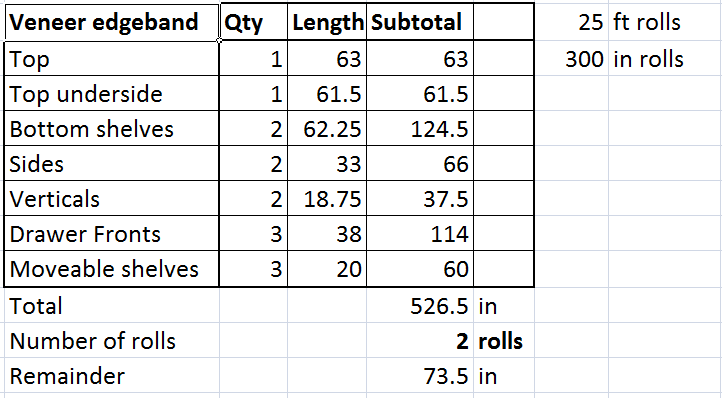 Veneer edgeband Qty Length Subtotal 25 ft rolls
Top 1 63 63 300 in rolls
Top underside 1 61.5 61.5
Bottom shelves 2 62.25 124.5
Sides 2 33 66
Verticals 2 18.75 37.5
Drawer Fronts 3 38 114
Moveable shelves 3 20 60
Total 526.5 in
Number of rolls 2 rolls
Remainder 73.5 in